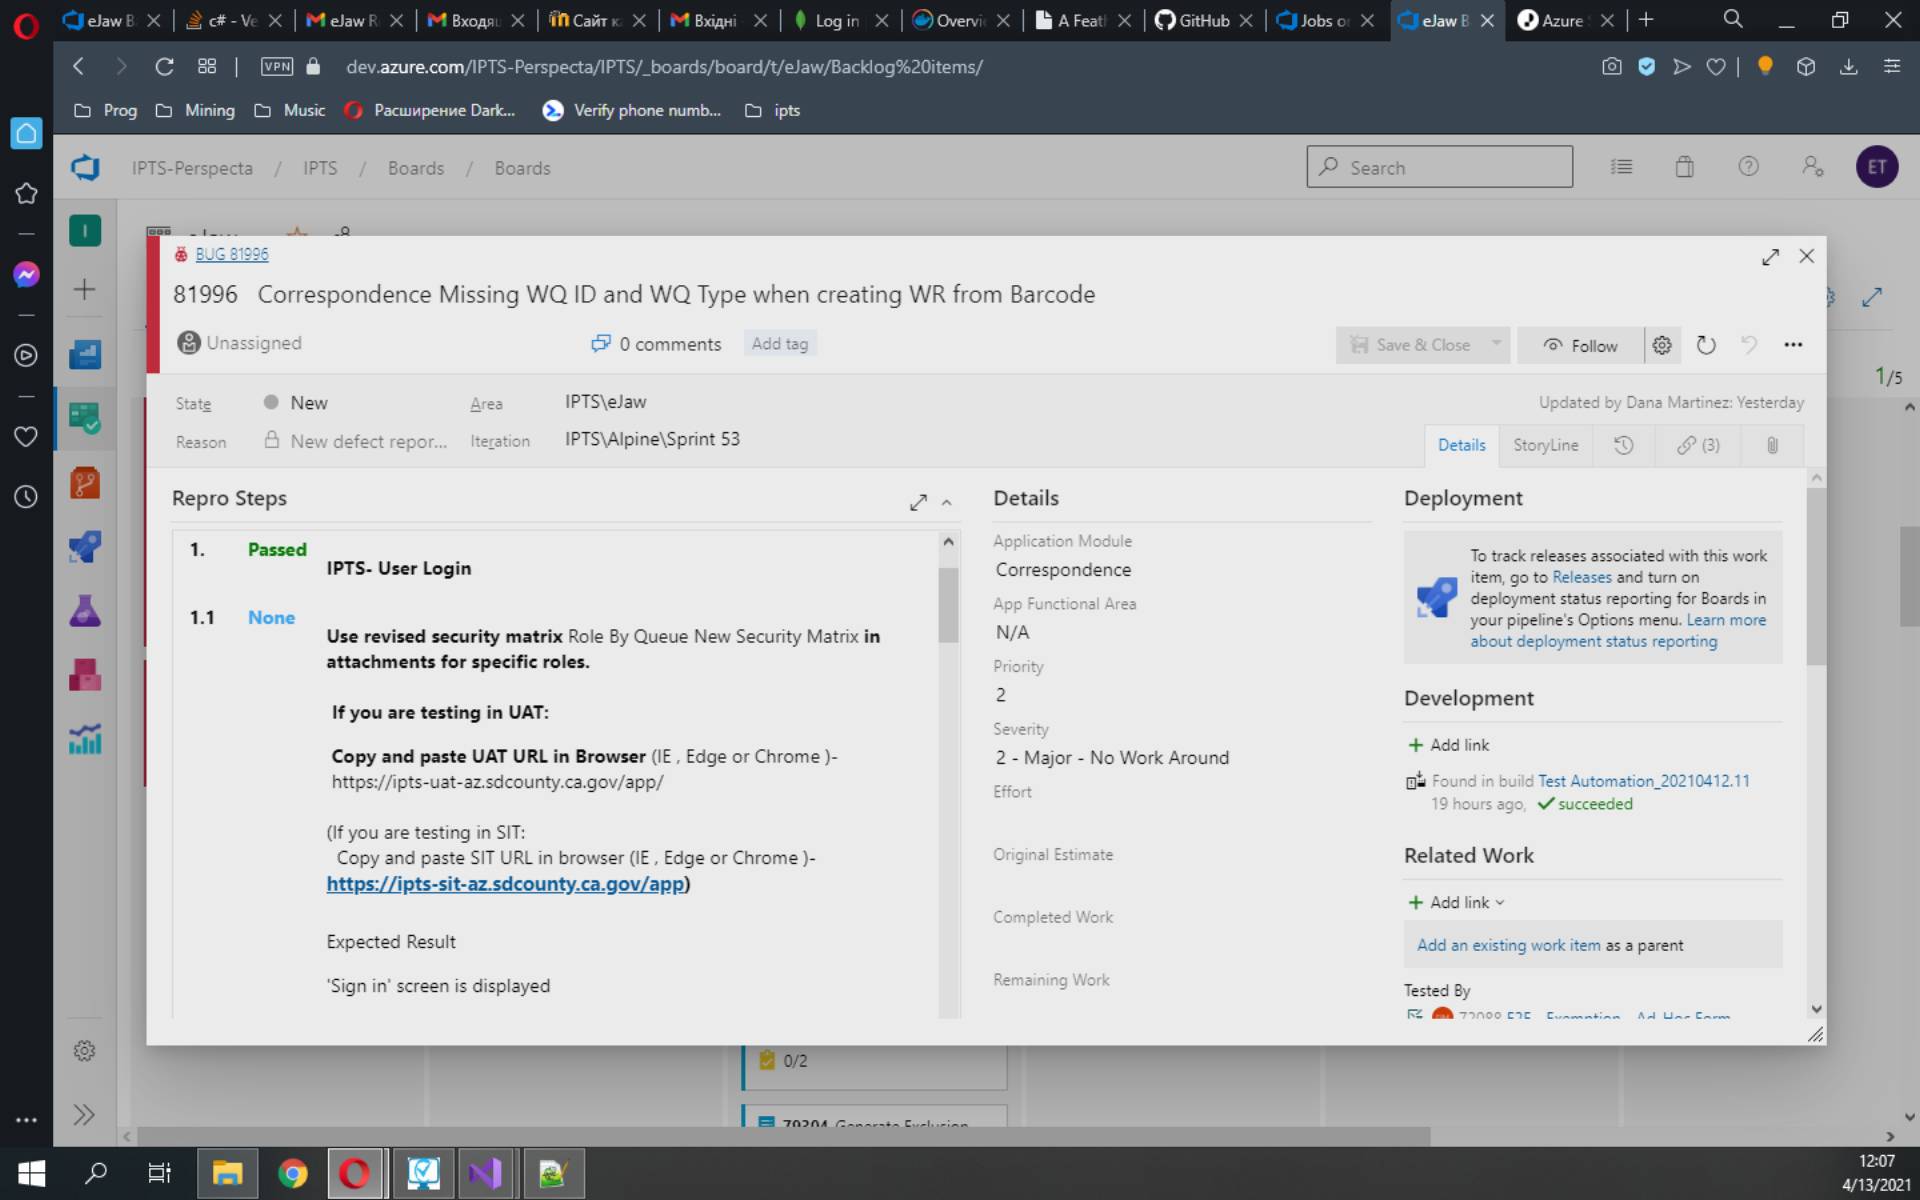 eJaw B
c# - Ve
eJaw R
Входящ
Сайт к
Вхідні
Log in
Overvi
A Feat
GitHub
Jobs o
eJaw B
Azure
VPN
dev.azure.com/IPTS-Perspecta/IPTS/_boards/board/t/eJaw/Backlog%20items/
Prog
Mining
Music
Расширение Dark...
Verify phone numb...
ipts
IPTS-Perspecta / IPTS / Boards / Boards
Search
ET
I
BUG 81996
81996 Correspondence Missing WQ ID and WQ Type when creating WR from Barcode
Unassigned
0 comments
Add tag
Save & Close
Follow
1/5
State
New
Area
IPTS\eJaw
Updated by Dana Martinez: Yesterday
Reason
New defect repor...
Iteration
IPTS\Alpine\Sprint 53
Details
StoryLine
(3)
Repro Steps
1. Passed
IPTS- User Login
1.1 None
Use revised security matrix Role By Queue New Security Matrix in
attachments for specific roles.
If you are testing in UAT:
Copy and paste UAT URL in Browser (IE , Edge or Chrome )-
https://ipts-uat-az.sdcounty.ca.gov/app/
(If you are testing in SIT:
Copy and paste SIT URL in browser (IE , Edge or Chrome )-
https://ipts-sit-az.sdcounty.ca.gov/app)
Expected Result
'Sign in' screen is displayed
Details
Application Module
Correspondence
App Functional Area
N/A
Priority
2
Severity
2 - Major - No Work Around
Effort
Original Estimate
Completed Work
Remaining Work
Deployment
To track releases associated with this work
item, go to Releases and turn on
deployment status reporting for Boards in
your pipeline's Options menu. Learn more
about deployment status reporting
Development
Add link
Found in build Test Automation_20210412.11
19 hours ago, succeeded
Related Work
Add link
Add an existing work item as a parent
Tested By
72088 E2E - Exemption - Ad-Hoc Form
0/2
79304 Generate Exclusion
12:07
4/13/2021